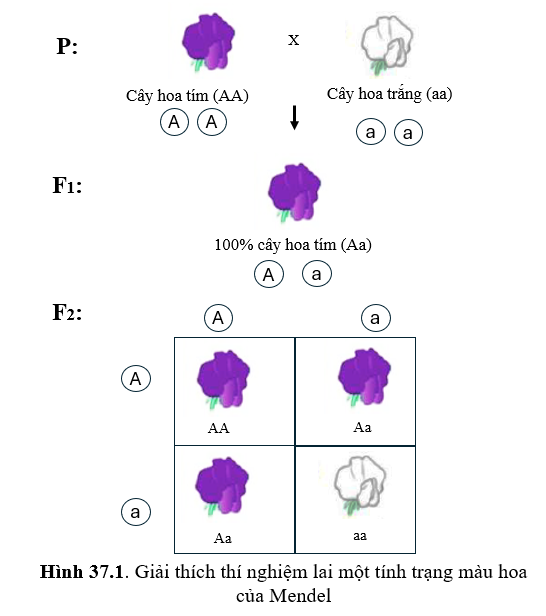 P:
X
Cây hoa tím (AA)
Cây hoa trắng (aa)
A A
a a
F1:
100% cây hoa tím (Aa)
A a
F2:
A a
A
AA Aa
a
Aa aa
Hình 37.1. Giải thích thí nghiệm lai một tính trạng màu hoa
của Mendel